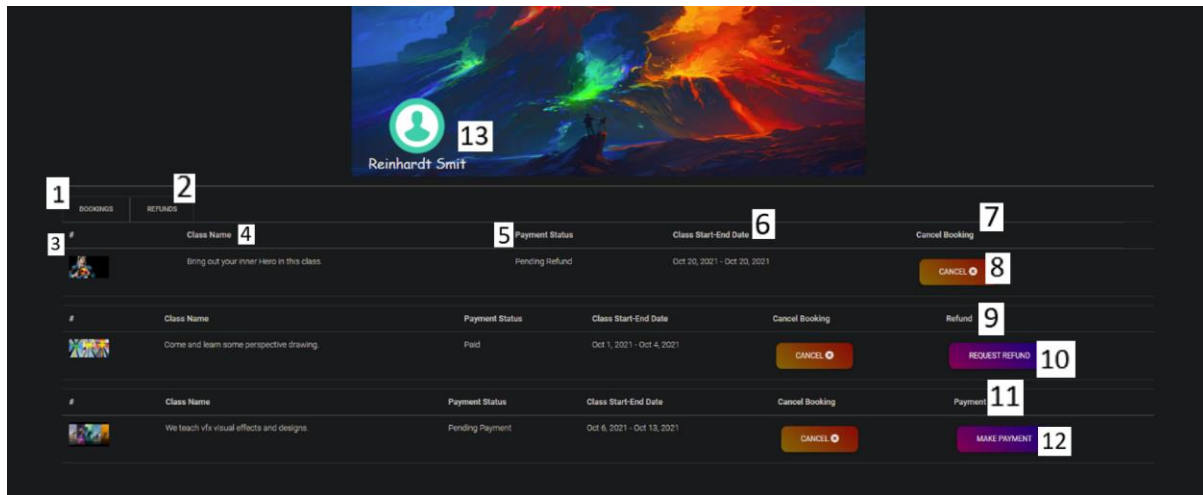 13
Reinhardt Smit
1 2
BOOKINGS REFUNDS
3 # Class Name 4 5 Payment Status Class Start-End Date 6 Cancel Booking 7
Bring out your inner Hero in this class. Pending Refund Oct 20, 2021 - Oct 20, 2021 CANCEL 8
# Class Name Payment Status Class Start-End Date Cancel Booking Refund 9
Come and learn some perspective drawing. Paid Oct 1, 2021 - Oct 4, 2021 CANCEL REQUEST REFUND 10
# Class Name Payment Status Class Start-End Date Cancel Booking Payment 11
We teach vfx visual effects and designs. Pending Payment Oct 6, 2021 - Oct 13, 2021 CANCEL MAKE PAYMENT 12